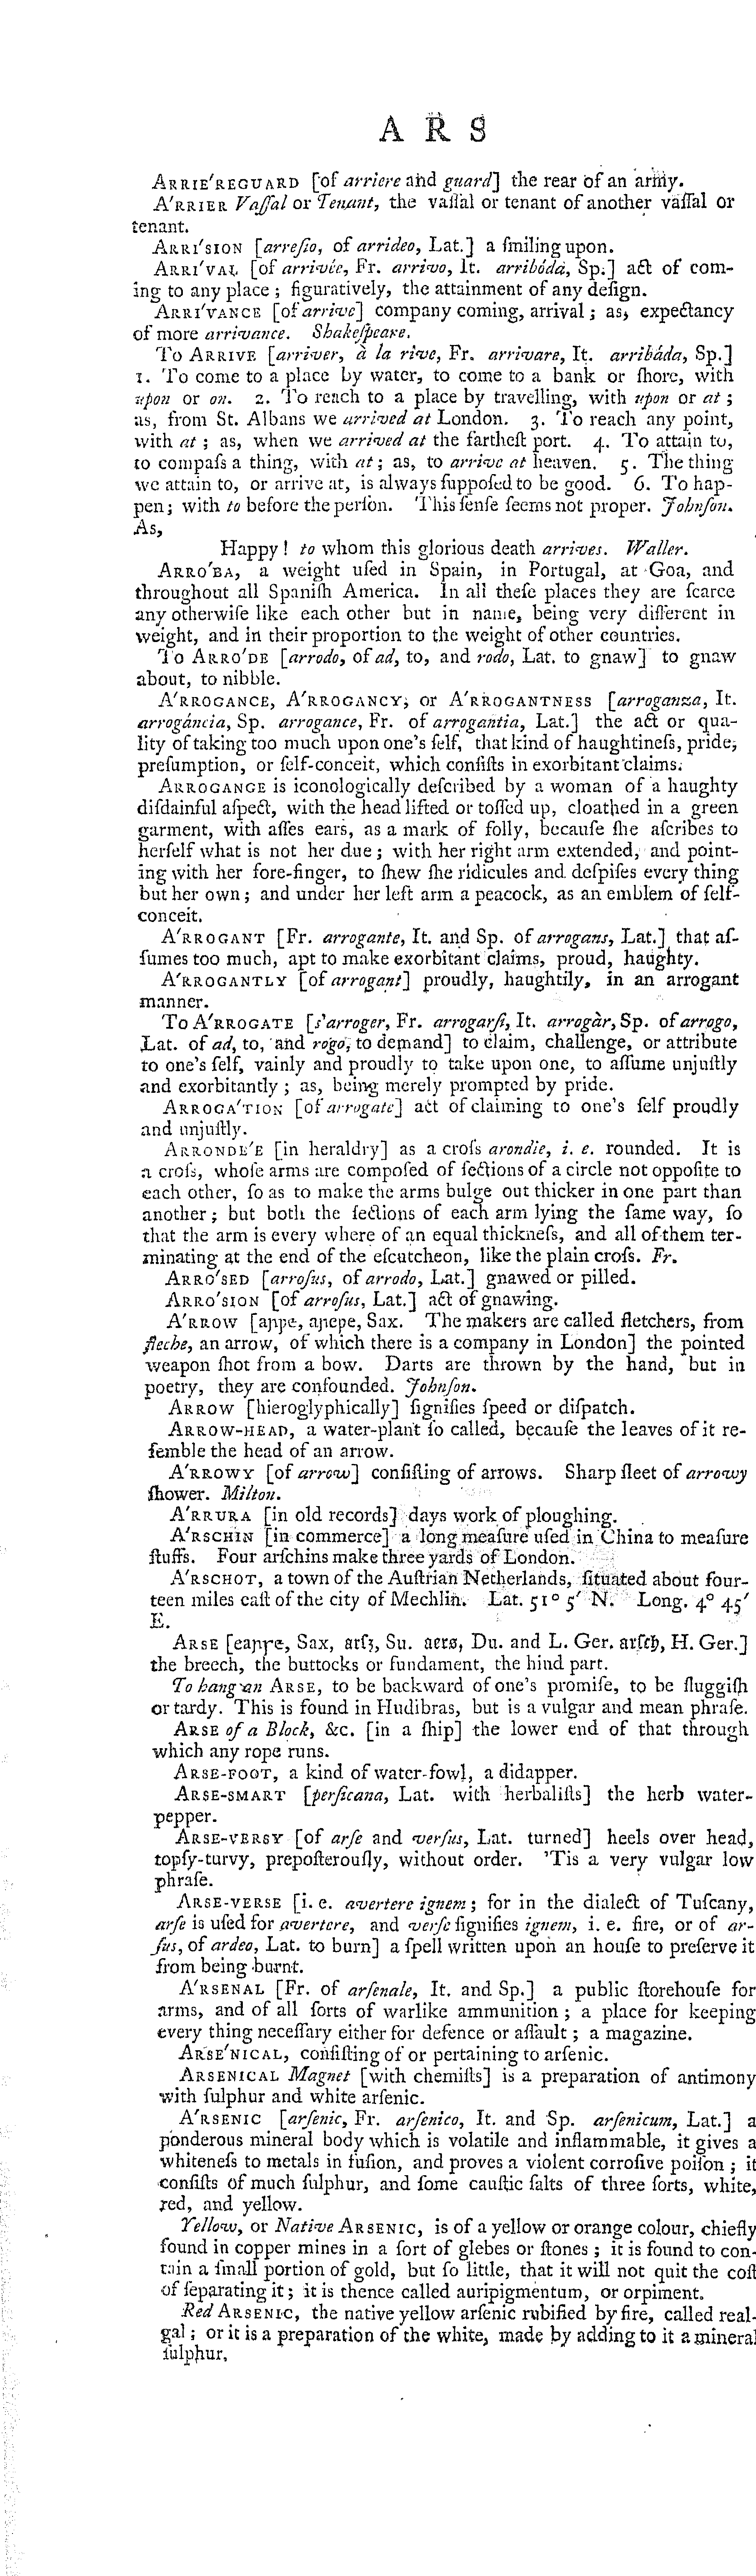 A R S
ARRIE'REGUARD [of arriere and guard] the rear of an army.
A'RRIER Vaſſal or Tenant, the vaſſal or tenant of another vaſſal or
tenant.
ARRI'SION [arreſio, of arrideo, Lat.] a ſmiling upon.
ARRI'VAL [of arrivée, Fr. arrivo, It. arribóda, Sp.] act of com-
ing to any place; figuratively, the attainment of any deſign.
ARRI'VANCE [of arrive] company coming, arrival; as, expectancy
of more arrivance. Shakeſpeare.
To ARRIVE [arriver, à la rive, Fr. arrivare, It. arribáda, Sp.]
1. To come to a place by water, to come to a bank or ſhore, with
upon or on. 2. To reach to a place by travelling, with upon or at;
as, from St. Albans we arrived at London. 3. To reach any point,
with at; as, when we arrived at the fartheſt port. 4. To attain to,
to compaſs a thing, with at; as, to arrive at heaven. 5. The thing
we attain to, or arrive at, is always ſuppoſed to be good. 6. To hap-
pen; with to before the perſon. This ſenſe ſeems not proper. Johnſon.
As,
Happy! to whom this glorious death arrives. Waller.
ARRO'BA, a weight uſed in Spain, in Portugal, at Goa, and
throughout all Spaniſh America. In all theſe places they are ſcarce
any otherwiſe like each other but in name, being very different in
weight, and in their proportion to the weight of other countries.
To ARRO'DE [arrodo, of ad, to, and rodo, Lat. to gnaw] to gnaw
about, to nibble.
A'RROGANCE, A'RROGANCY, or A'RROGANTNESS [arroganza, It.
arrogáncia, Sp. arrogance, Fr. of arrogantia, Lat.] the act or qua-
lity of taking too much upon one's ſelf, that kind of haughtineſs, pride,
preſumption, or ſelf-conceit, which conſiſts in exorbitant claims.
ARROGANCE is iconologically deſcribed by a woman of a haughty
diſdainful aſpect, with the head lifted or toſſed up, cloathed in a green
garment, with aſſes ears, as a mark of folly, becauſe ſhe aſcribes to
herſelf what is not her due; with her right arm extended, and point-
ing with her fore-finger, to ſhew ſhe ridicules and deſpiſes every thing
but her own; and under her left arm a peacock, as an emblem of ſelf-
conceit.
A'RROGANT [Fr. arrogante, It. and Sp. of arrogans, Lat.] that aſ-
ſumes too much, apt to make exorbitant claims, proud, haughty.
A'RROGANTLY [of arrogant] proudly, haughtily, in an arrogant
manner.
To A'RROGATE [s'arroger, Fr. arrogarſi, It. arrogàr, Sp. of arrogo,
Lat. of ad, to, and rogo, to demand] to claim, challenge, or attribute
to one's ſelf, vainly and proudly to take upon one, to aſſume unjuſtly
and exorbitantly; as, being merely prompted by pride.
ARROGA'TION [of arrogate] act of claiming to one's ſelf proudly
and unjuſtly.
ARRONDE'E [in heraldry] as a croſs arondie, i. e. rounded. It is
a croſs, whoſe arms are compoſed of ſections of a circle not oppoſite to
each other, ſo as to make the arms bulge out thicker in one part than
another; but both the ſections of each arm lying the ſame way, ſo
that the arm is every where of an equal thickneſs, and all of them ter-
minating at the end of the eſcutcheon, like the plain croſs. Fr.
ARRO'SED [arroſus, of arrodo, Lat.] gnawed or pilled.
ARRO'SION [of arroſus, Lat.] act of gnawing.
A'RROW [aɲƿe, aɲeƿe, Sax. The makers are called fletchers, from
fleche, an arrow, of which there is a company in London] the pointed
weapon ſhot from a bow. Darts are thrown by the hand, but in
poetry, they are confounded. Johnſon.
ARROW [hieroglyphically] ſignifies ſpeed or diſpatch.
ARROW-HEAD, a water-plant ſo called, becauſe the leaves of it re-
ſemble the head of an arrow.
A'RROWY [of arrow] conſiſting of arrows. Sharp ſleet of arrowy
ſhower. Milton.
A'RRURA [in old records] days work of ploughing.
A'RSCHIN [in commerce] a long meaſure uſed in China to meaſure
ſtuffs. Four arſchins make three yards of London.
A'RSCHOT, a town of the Auſtrian Netherlands, ſituated about four-
teen miles eaſt of the city of Mechlin. Lat. 51° 5′ N. Long. 4° 45′
E.
ARSE [eaɲɼe, Sax, arſz, Su. aers, Du. and L. Ger. arſch, H. Ger.]
the breech, the buttocks or fundament, the hind part.
To hang an ARSE, to be backward of one's promiſe, to be ſluggiſh
or tardy. This is found in Hudibras, but is a vulgar and mean phraſe.
ARSE of a Block, &c. [in a ſhip] the lower end of that through
which any rope runs.
ARSE-FOOT, a kind of water-fowl, a didapper.
ARSE-SMART [perſicana, Lat. with herbaliſts] the herb water-
pepper.
ARSE-VERSY [of arſe and verſus, Lat. turned] heels over head,
topſy-turvy, prepoſterouſly, without order. 'Tis a very vulgar low
phraſe.
ARSE-VERSE [i. e. avertere ignem; for in the dialect of Tuſcany,
arſe is uſed for avertere, and verſe ſignifies ignem, i. e. fire, or of ar-
ſus, of ardeo, Lat. to burn] a ſpell written upon an houſe to preſerve it
from being burnt.
A'RSENAL [Fr. of arſenale, It. and Sp.] a public ſtorehouſe for
arms, and of all ſorts of warlike ammunition; a place for keeping
every thing neceſſary either for defence or aſſault; a magazine.
ARSE'NICAL, conſiſting of or pertaining to arſenic.
ARSENICAL Magnet [with chemiſts] is a preparation of antimony
with ſulphur and white arſenic.
A'RSENIC [arſenic, Fr. arſenico, It. and Sp. arſenicum, Lat.] a
ponderous mineral body which is volatile and inflammable, it gives a
whiteneſs to metals in fuſion, and proves a violent corroſive poiſon; it
conſiſts of much ſulphur, and ſome cauſtic ſalts of three ſorts, white,
red, and yellow.
Yellow, or Native ARSENIC, is of a yellow or orange colour, chiefly
found in copper mines in a ſort of glebes or ſtones; it is found to con-
tain a ſmall portion of gold, but ſo little, that it will not quit the coſt
of ſeparating it; it is thence called auripigmentum, or orpiment.
Red ARSENIC, the native yellow arſenic rubified by fire, called real-
gal; or it is a preparation of the white, made by adding to it a mineral
ſulphur,